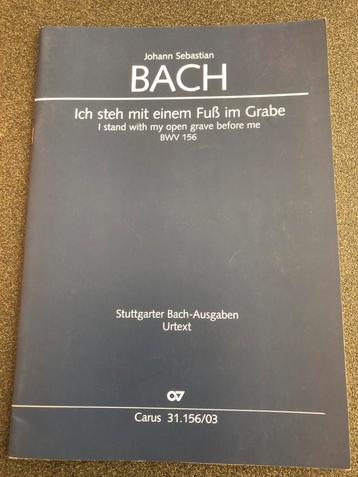 Johann Sebastian
BACH
Ich steh mit einem Fuß im Grabe
I stand with my open grave before me
BWV 156
Stuttgarter Bach-Ausgaben
Urtext
Carus 31.156/03